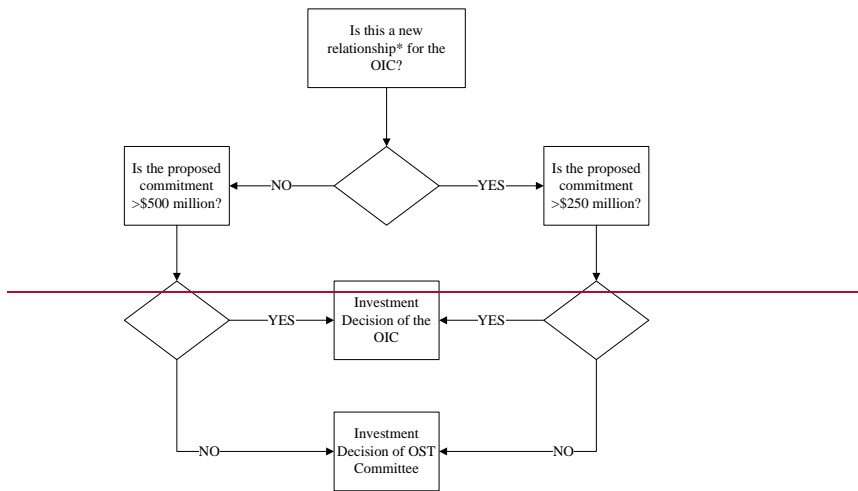 Is this a new
relationship* for the
OIC?
Is the proposed
commitment
>$500 million?
NO
YES
Is the proposed
commitment
>$250 million?
YES
Investment
Decision of the
OIC
YES
NO
Investment
Decision of OST
Committee
NO